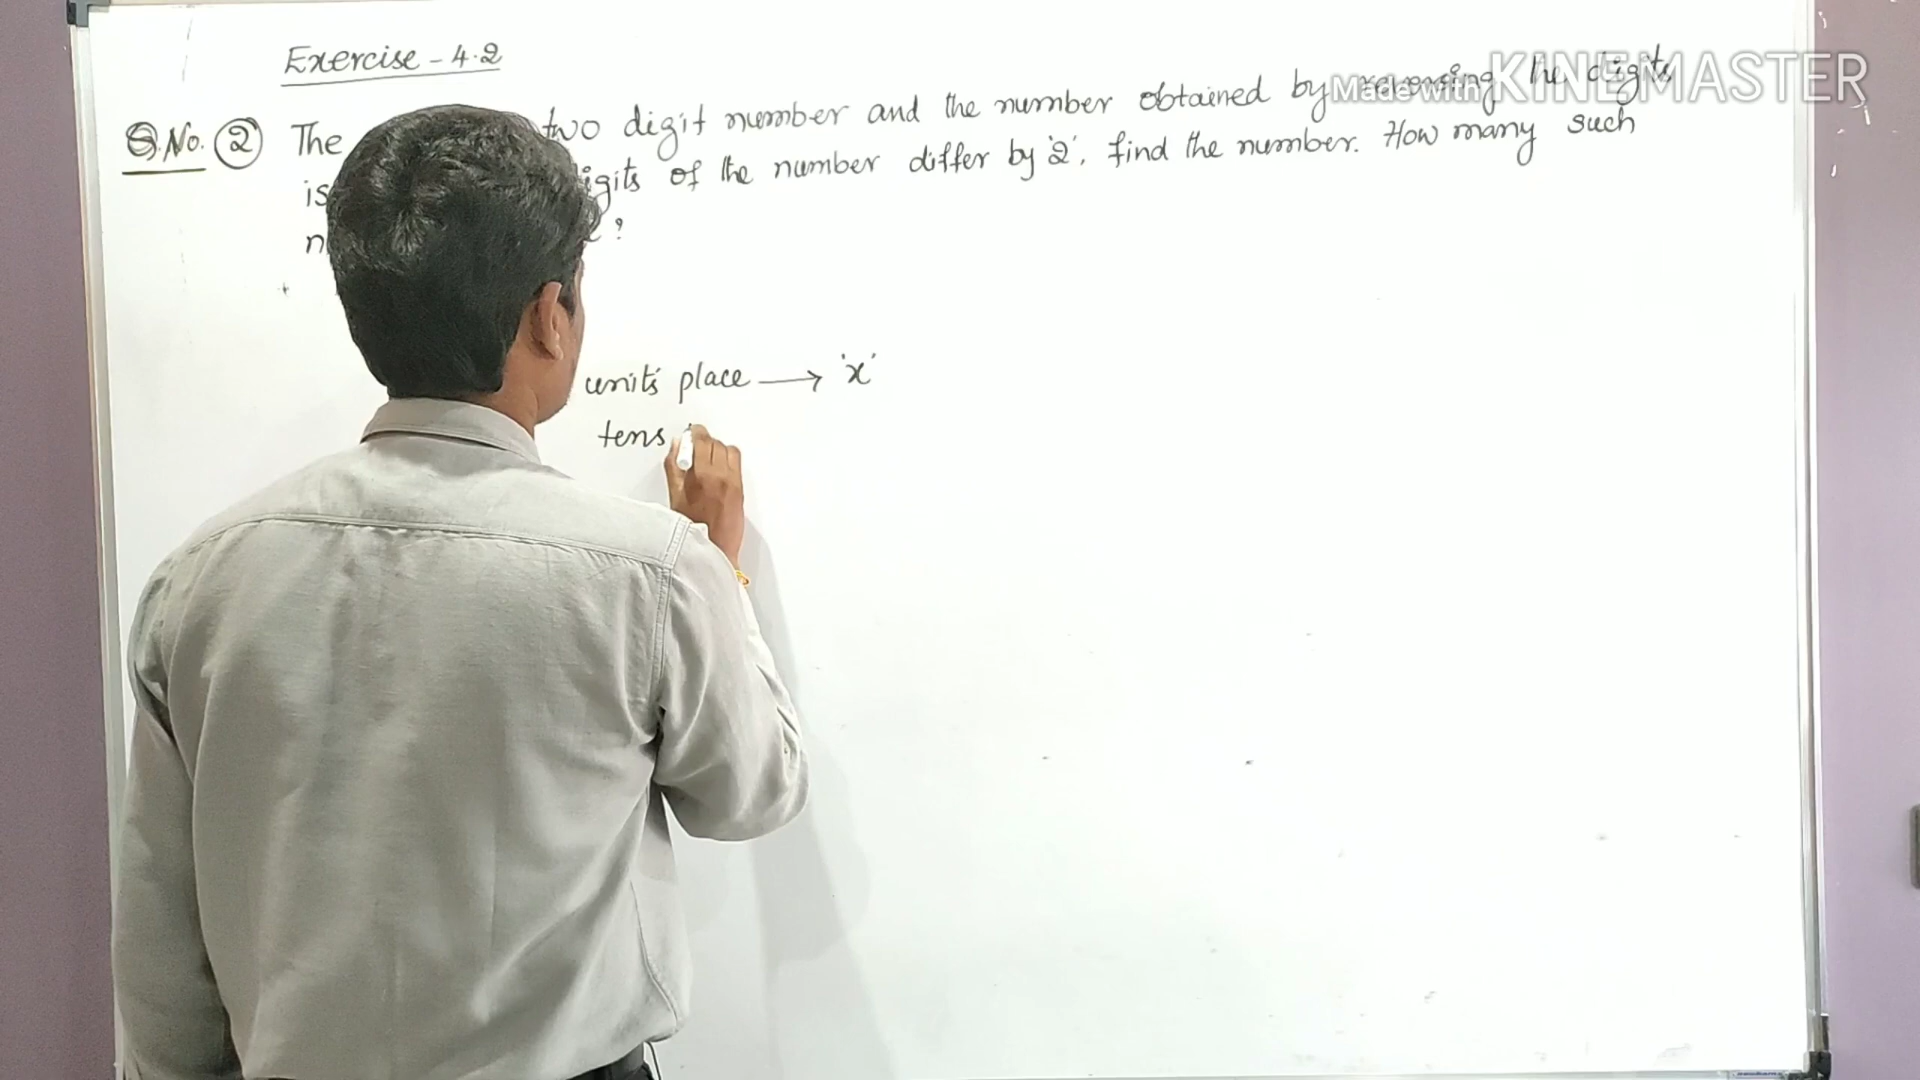 Exercise - 4.2
Q.No. 2 The two digit number and the number obtained by reversing the digits
is digits of the number differ by '2', find the number. How many such
n ?
units place → 'x'
tens
Made with KINEMASTER